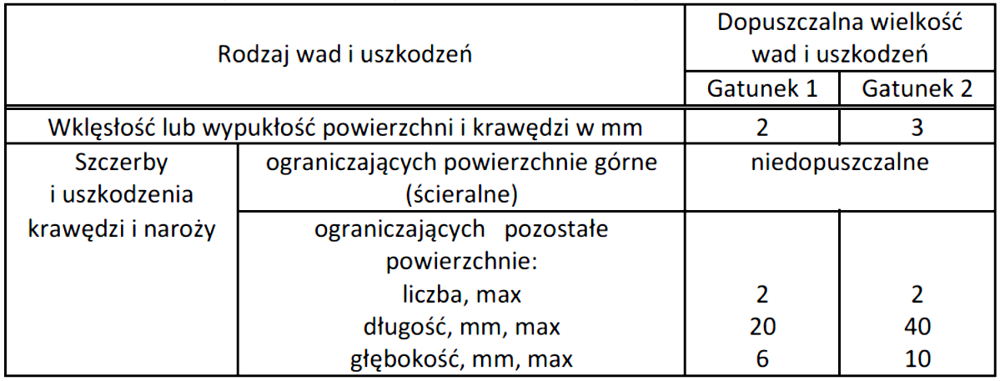 Rodzaj wad i uszkodzeń
Dopuszczalna wielkość
wad i uszkodzeń
Gatunek 1 Gatunek 2
Wklęsłość lub wypukłość powierzchni i krawędzi w mm 2 3
Szczerby
i uszkodzenia
krawędzi i naroży
ograniczających powierzchnie górne
(ścieralne)
niedopuszczalne
ograniczających pozostałe
powierzchnie:
liczba, max 2 2
długość, mm, max 20 40
głębokość, mm, max 6 10